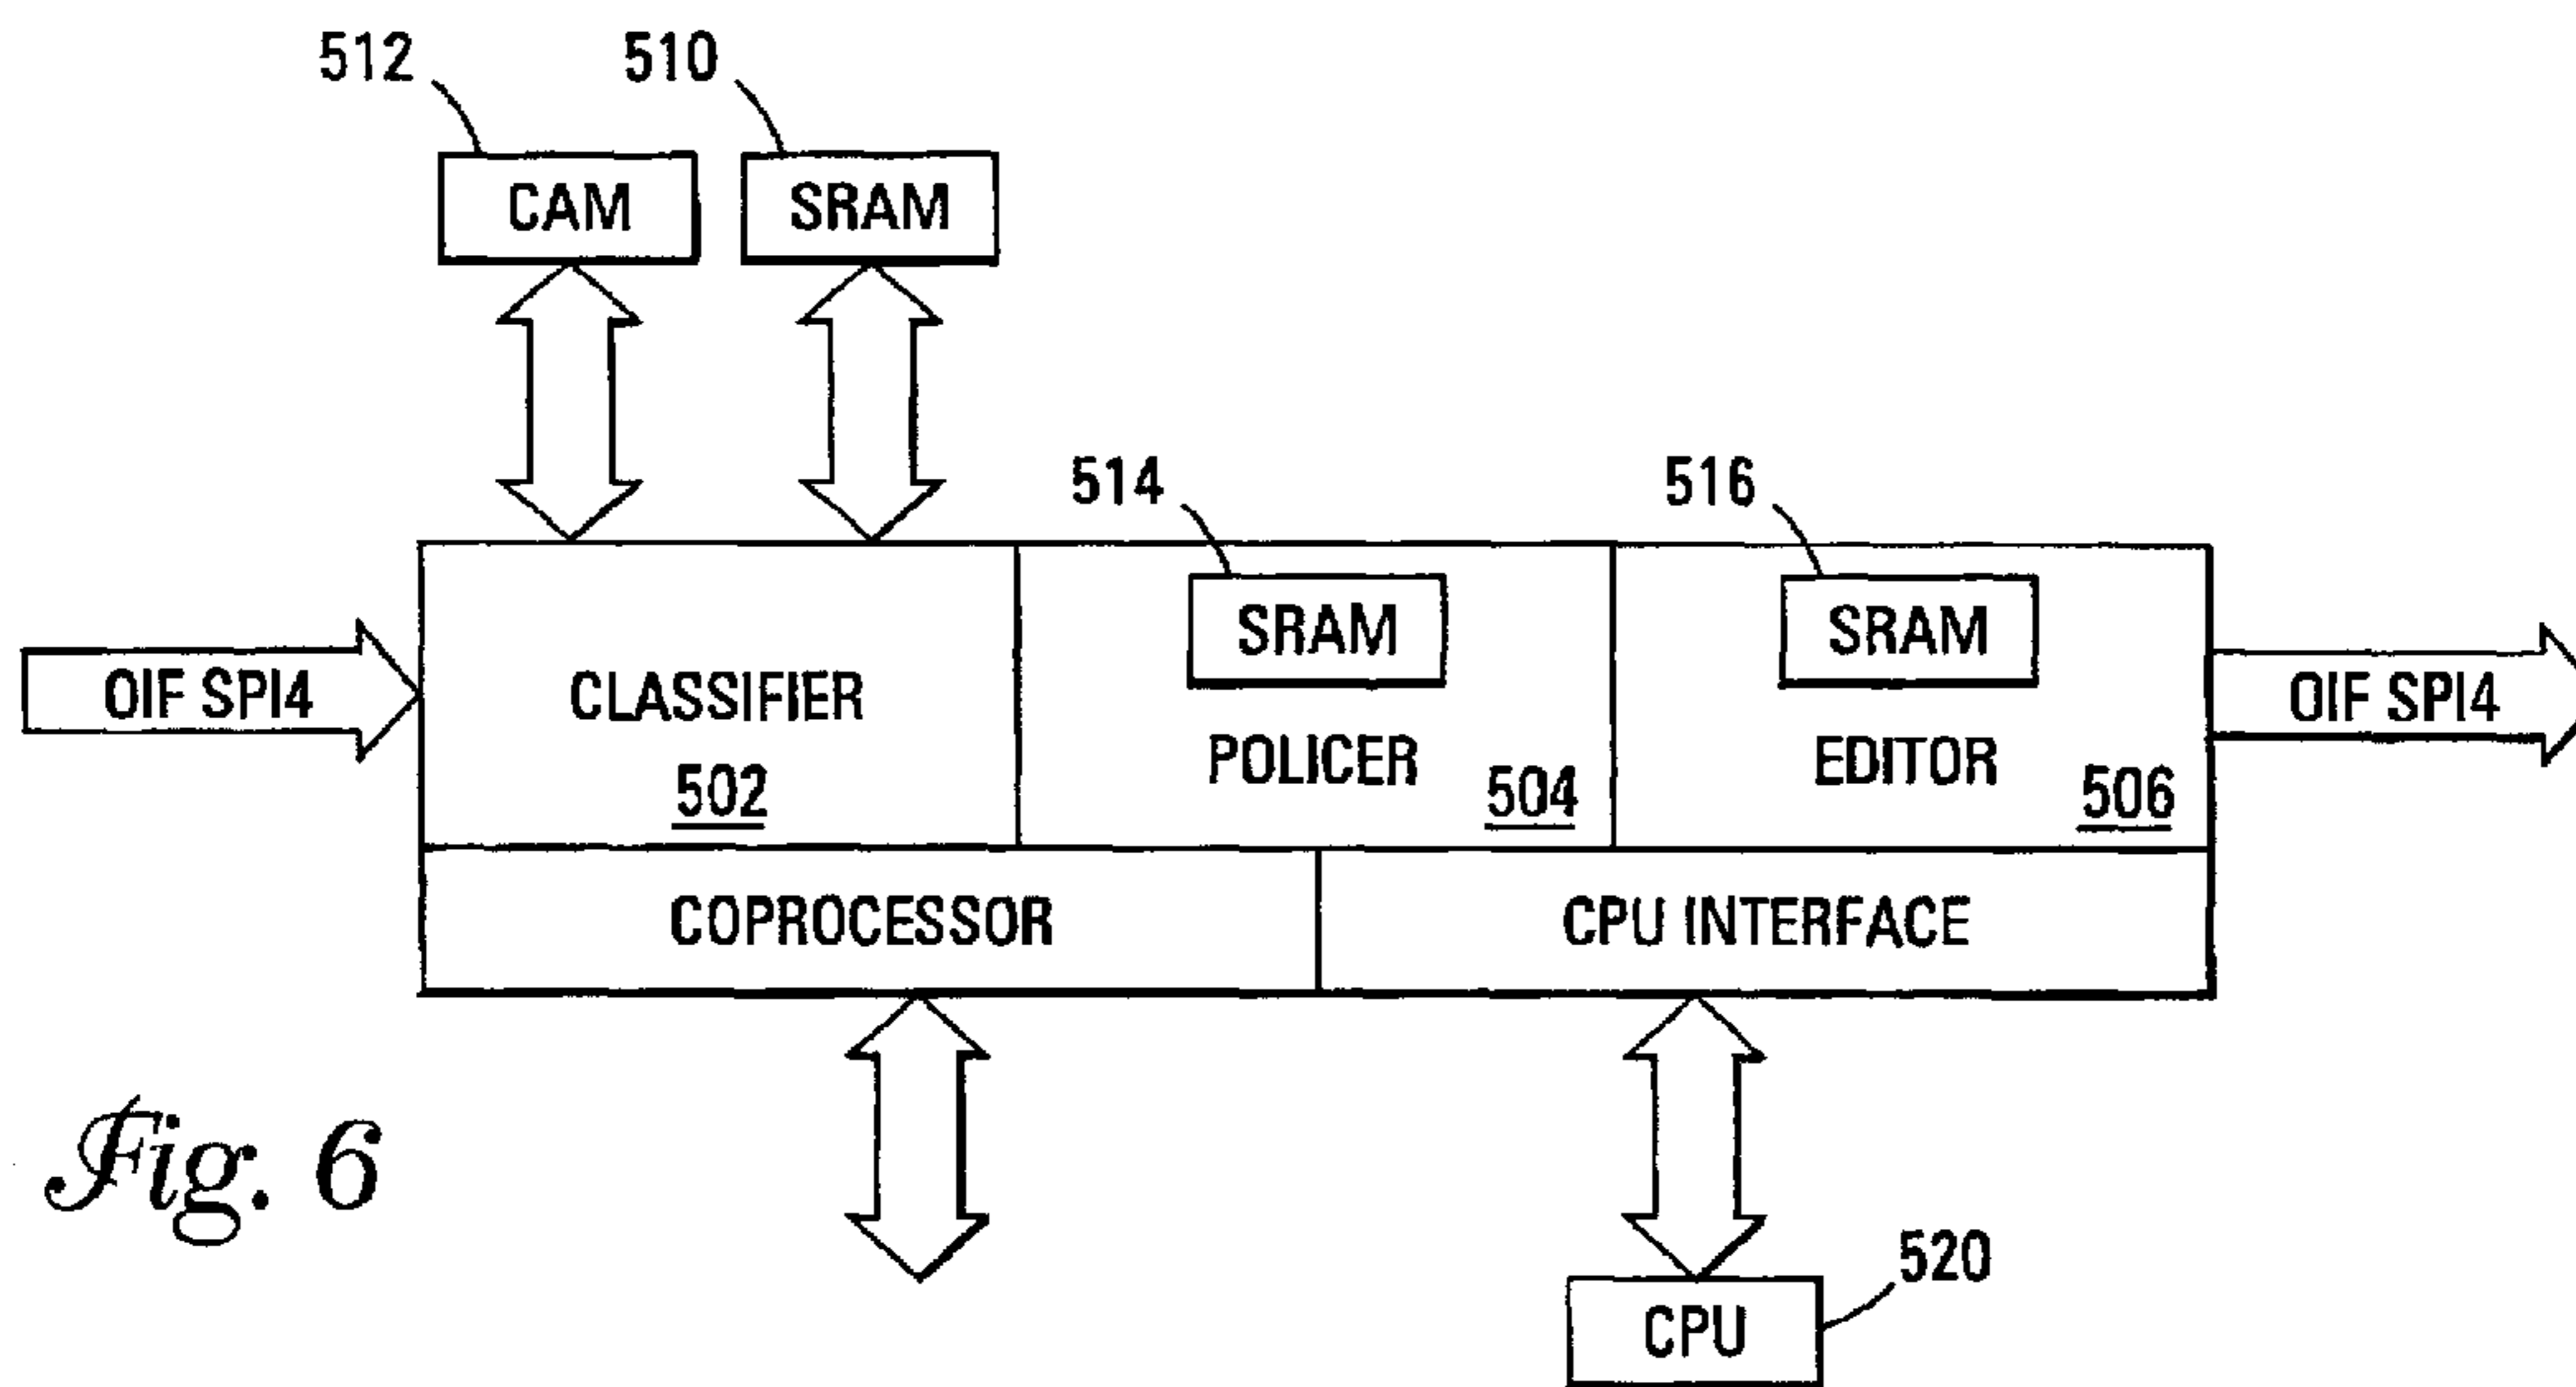 512
510
CAM
SRAM
514
516
SRAM
SRAM
OIF SPI4
CLASSIFIER
502
POLICER
504
EDITOR
506
OIF SPI4
COPROCESSOR
CPU INTERFACE
Fig. 6
520
CPU